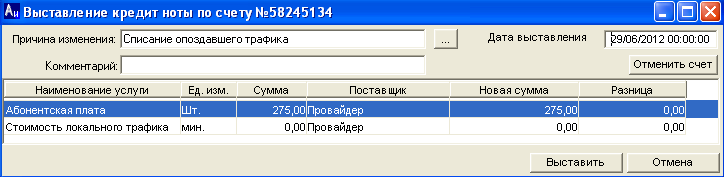 Выставление кредит ноты по счету №58245134
Причина изменения: Списание опоздавшего трафика ... Дата выставления 29/06/2012 00:00:00
Комментарий: Отменить счет
Наименование услуги Ед. изм. Сумма Поставщик Новая сумма Разница
Абонентская плата Шт. 275,00 Провайдер 275,00 0,00
Стоимость локального трафика мин. 0,00 Провайдер 0,00 0,00
Выставить Отмена